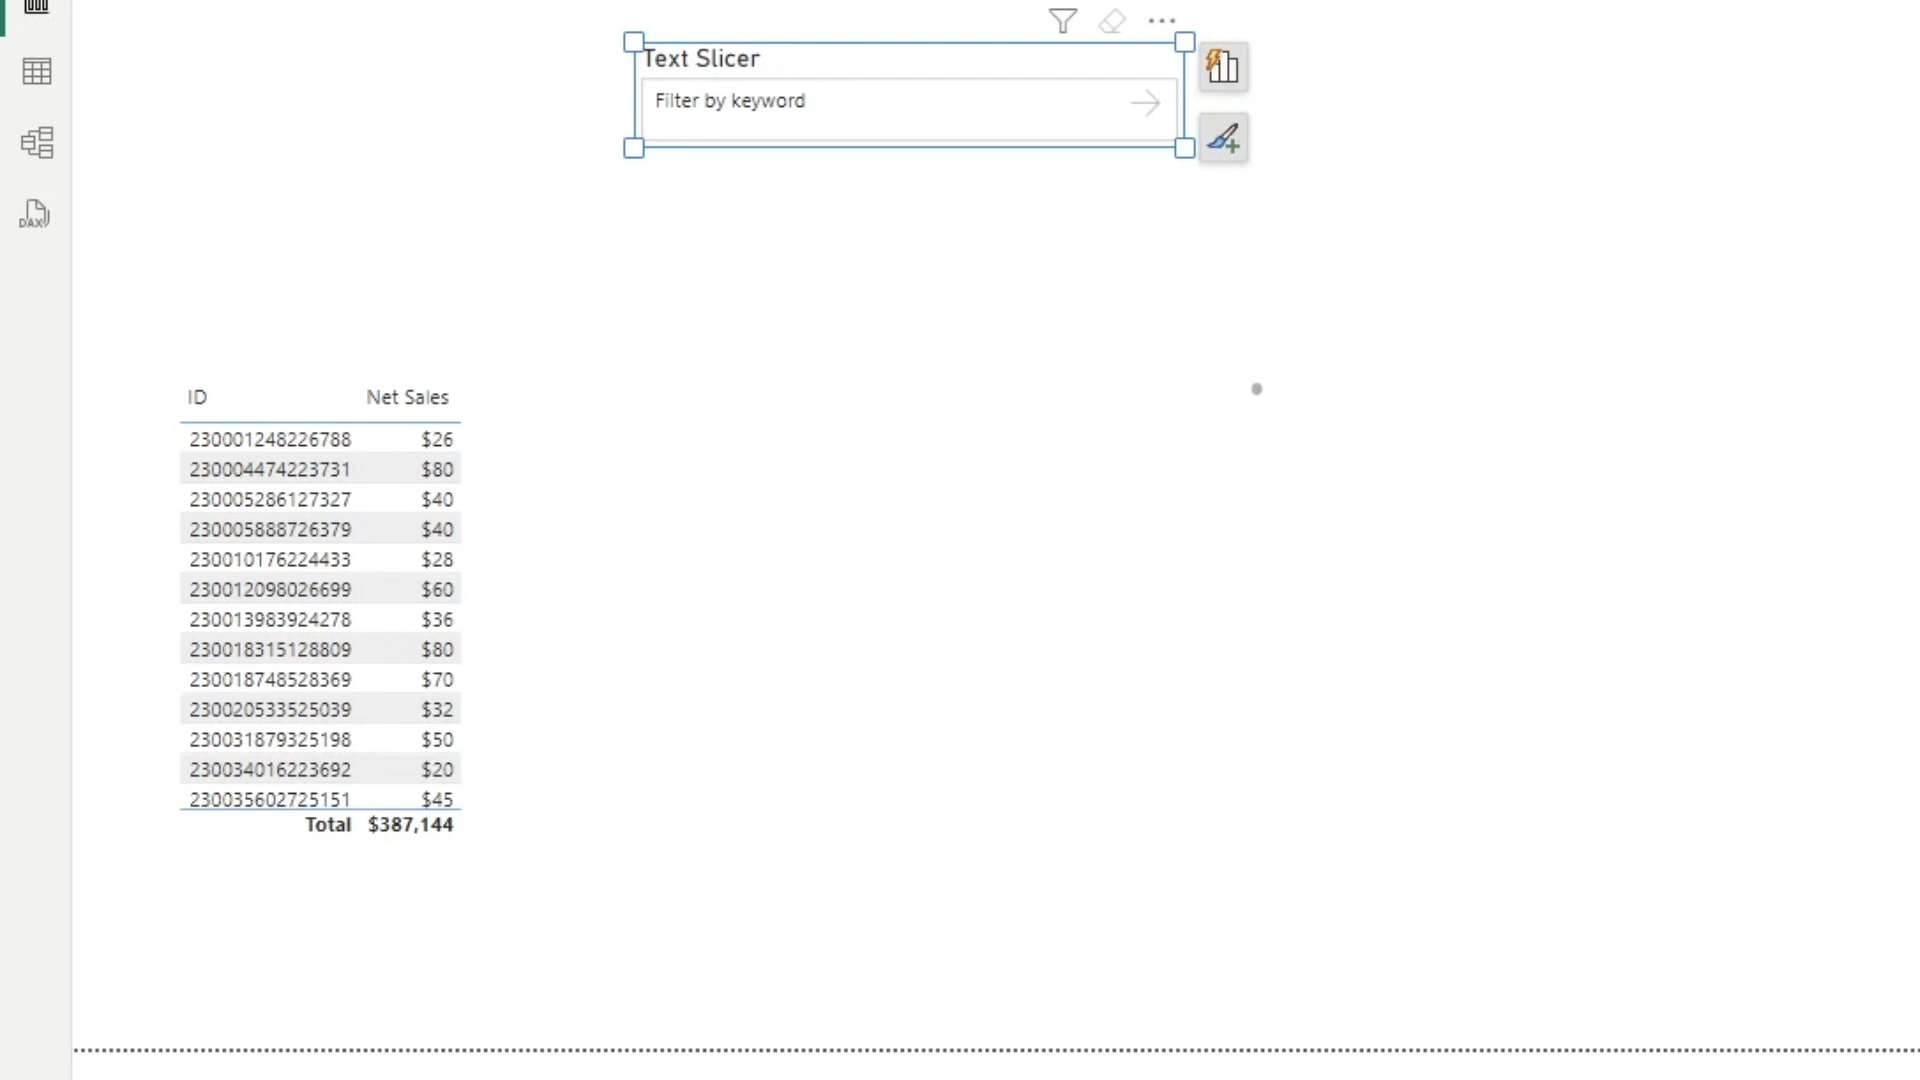 Text Slicer
Filter by keyword
DAX
ID Net Sales
230001248226788 $26
230004474223731 $80
230005286127327 $40
230005888726379 $40
230010176224433 $28
230012098026699 $60
230013983924278 $36
230018315128809 $80
230018748528369 $70
230020533525039 $32
230031879325198 $50
230034016223692 $20
230035602725151 $45
Total $387,144